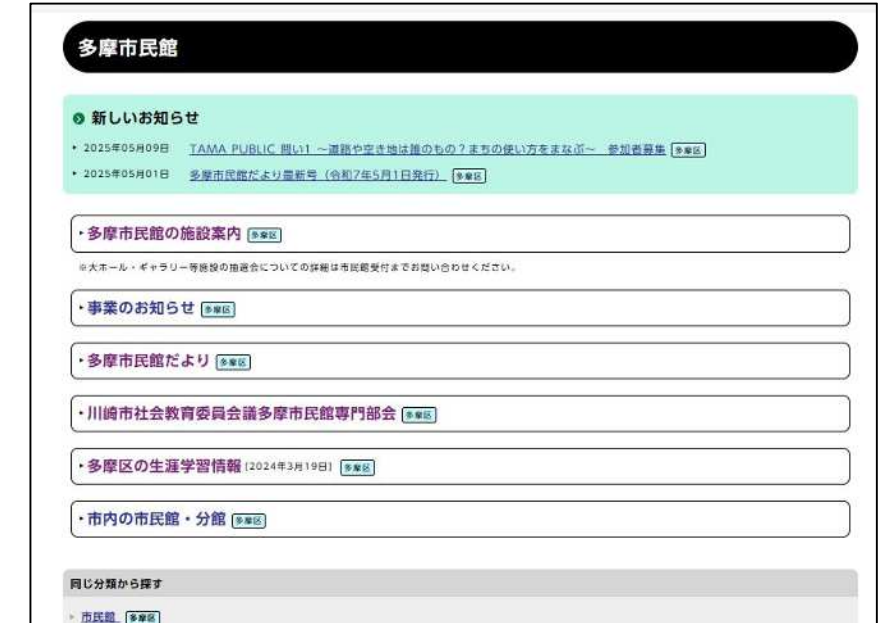 多摩市民館
新しいお知らせ
2025年05月09日 TAMA PUBLIC 問い1 ～道路や空き地は誰のもの？まちの使い方をまなぶ～ 参加者募集 多摩区
2025年05月01日 多摩市民館だより最新号（令和7年5月1日発行） 多摩区
・多摩市民館の施設案内 多摩区
※大ホール・ギャラリー等施設の抽選会についての詳細は市民館受付までお問い合わせください。
・事業のお知らせ 多摩区
・多摩市民館だより 多摩区
・川崎市社会教育委員会議多摩市民館専門部会 多摩区
・多摩区の生涯学習情報 [2024年3月19日] 多摩区
・市内の市民館・分館 多摩区
同じ分類から探す
市民館 多摩区